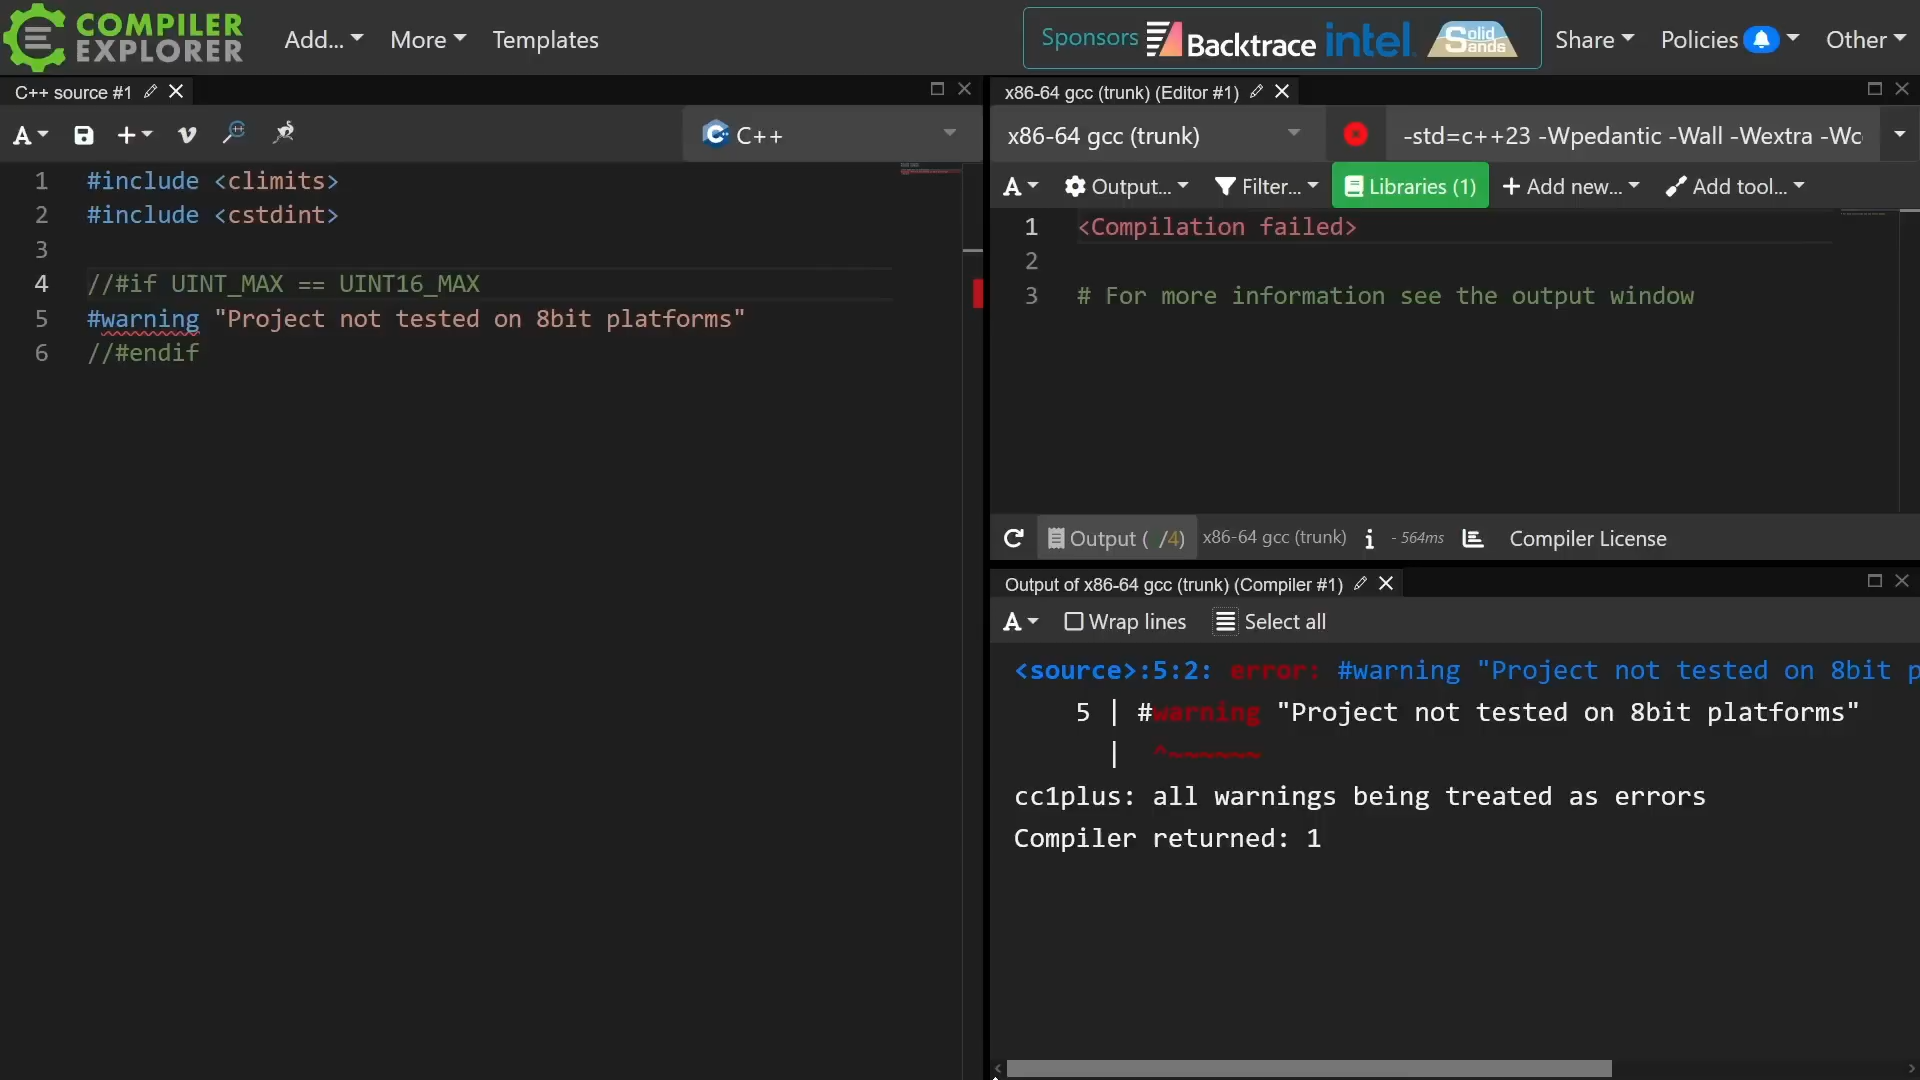 COMPILER
EXPLORER
Add...
More
Templates
Sponsors
Backtrace
intel
Solid
Sands
Share
Policies
Other
C++ source #1
A
C++
1 #include <climits>
2 #include <cstdint>
3
4 //#if UINT_MAX == UINT16_MAX
5 #warning "Project not tested on 8bit platforms"
6 //#endif
x86-64 gcc (trunk) (Editor #1)
x86-64 gcc (trunk)
-std=c++23 -Wpedantic -Wall -Wextra -Wc
A
Output...
Filter...
Libraries (1)
+ Add new...
Add tool...
1 <Compilation failed>
2
3 # For more information see the output window
Output ( /4)
x86-64 gcc (trunk)
i
- 564ms
Compiler License
Output of x86-64 gcc (trunk) (Compiler #1)
A
Wrap lines
Select all
<source>:5:2: error: #warning "Project not tested on 8bit p
5 | #warning "Project not tested on 8bit platforms"
| ^~~~~~~
cc1plus: all warnings being treated as errors
Compiler returned: 1